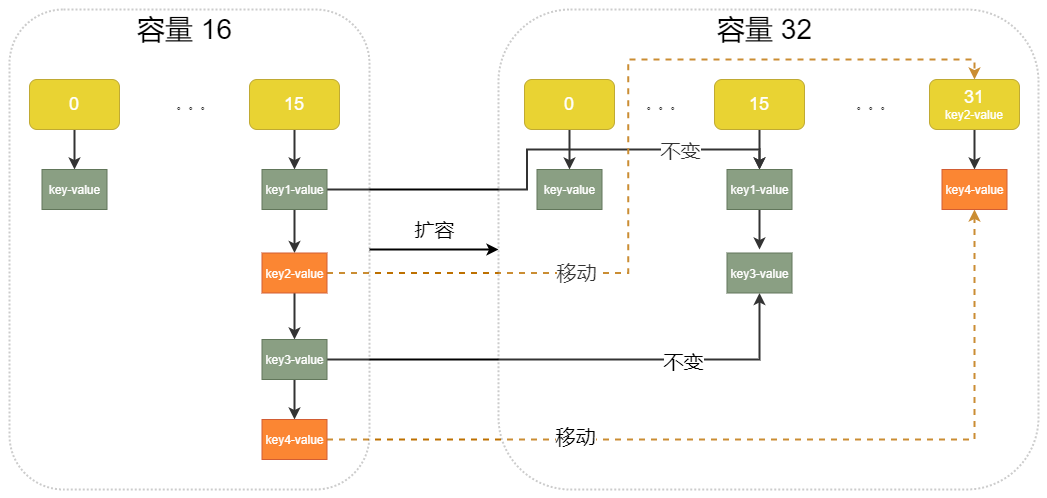 容量 16
0
. . .
15
key-value
key1-value
key2-value
key3-value
key4-value
扩容
容量 32
0
. . .
15
. . .
31
key2-value
key-value
key1-value
key4-value
key3-value
不变
移动
不变
移动